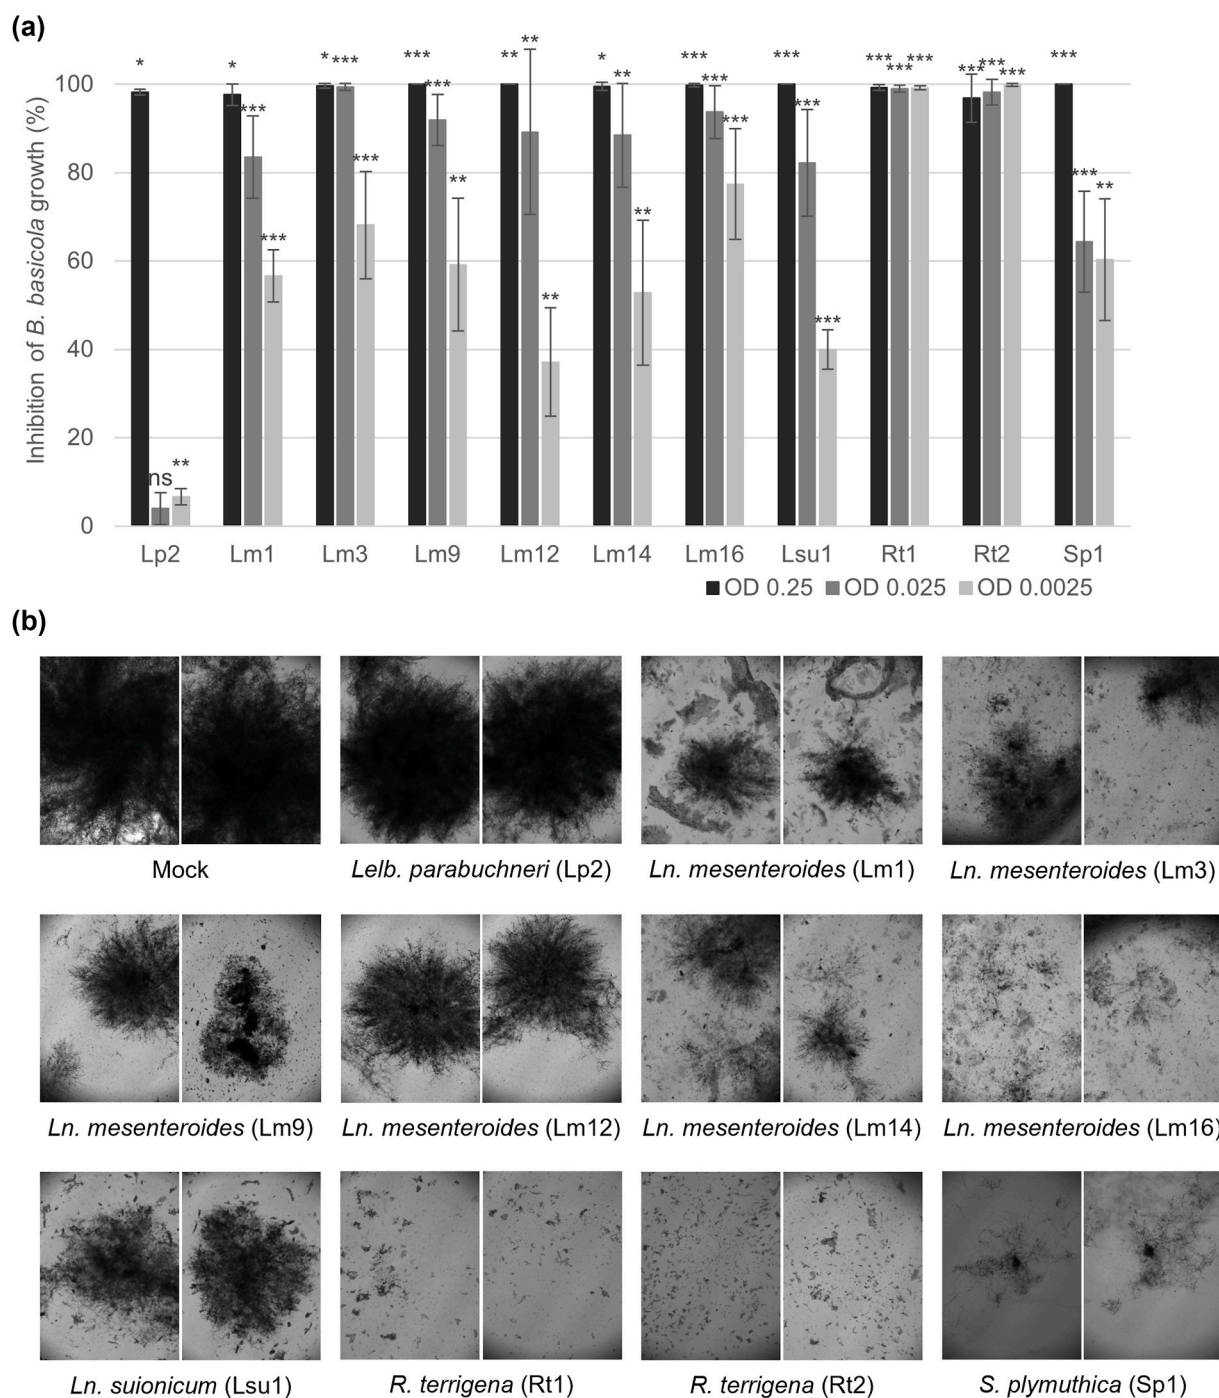 (a)
Inhibition of B. basicola growth (%)
* * * *** *** *** ** ** * ** *** *** *** *** *** *** *** *** *** ***
100
*** *** *** *** ** *** ***
80
60
*** ** ** ** *** **
40
20
ns **
0
Lp2 Lm1 Lm3 Lm9 Lm12 Lm14 Lm16 Lsu1 Rt1 Rt2 Sp1
OD 0.25 OD 0.025 OD 0.0025
(b)
Mock
Lelb. parabuchneri (Lp2)
Ln. mesenteroides (Lm1)
Ln. mesenteroides (Lm3)
Ln. mesenteroides (Lm9)
Ln. mesenteroides (Lm12)
Ln. mesenteroides (Lm14)
Ln. mesenteroides (Lm16)
Ln. suionicum (Lsu1)
R. terrigena (Rt1)
R. terrigena (Rt2)
S. plymuthica (Sp1)